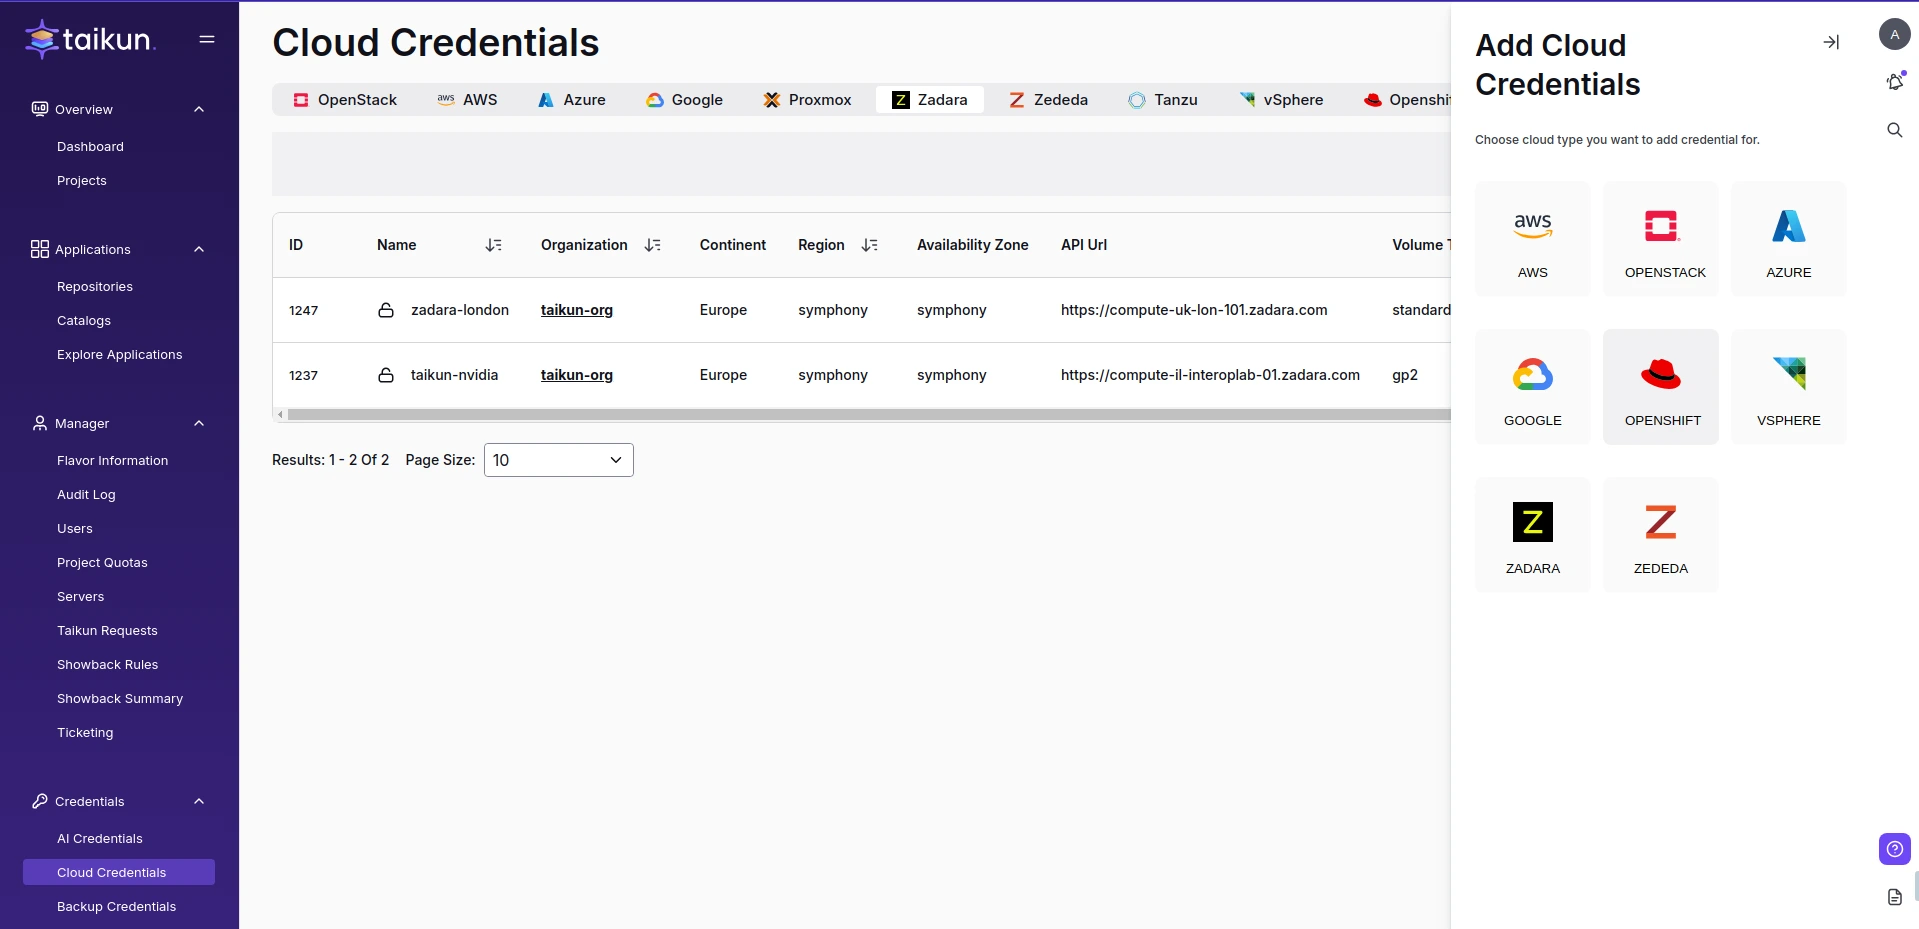 taikun.
Overview
Dashboard
Projects
Applications
Repositories
Catalogs
Explore Applications
Manager
Flavor Information
Audit Log
Users
Project Quotas
Servers
Taikun Requests
Showback Rules
Showback Summary
Ticketing
Credentials
AI Credentials
Cloud Credentials
Backup Credentials
Cloud Credentials
OpenStack aws AWS Azure Google Proxmox Z Zadara Zededa Tanzu vSphere Openshif
ID Name Organization Continent Region Availability Zone API Url Volume T
1247 zadara-london taikun-org Europe symphony symphony https://compute-uk-lon-101.zadara.com standard
1237 taikun-nvidia taikun-org Europe symphony symphony https://compute-il-interoplab-01.zadara.com gp2
Results: 1 - 2 Of 2 Page Size: 10
Add Cloud
Credentials
Choose cloud type you want to add credential for.
aws
AWS OPENSTACK AZURE
GOOGLE OPENSHIFT VSPHERE
Z
ZADARA ZEDEDA
A